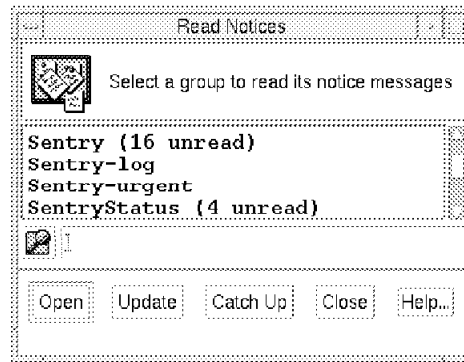 Read Notices
Select a group to read its notice messages
Sentry (16 unread)
Sentry-log
Sentry-urgent
SentryStatus (4 unread)
Open Update Catch Up Close Help...